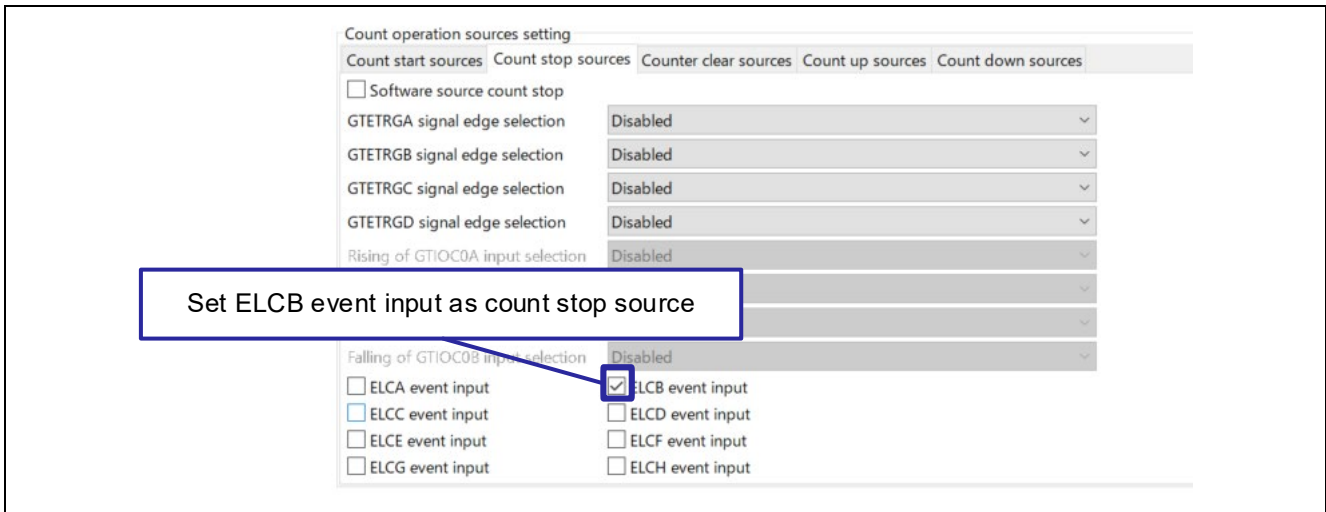 Count operation sources setting
Count start sources Count stop sources Counter clear sources Count up sources Count down sources
Software source count stop
GTETRGA signal edge selection Disabled
GTETRGB signal edge selection Disabled
GTETRGC signal edge selection Disabled
GTETRGD signal edge selection Disabled
Rising of GTIOC0A input selection Disabled
Set ELCB event input as count stop source
Falling of GTIOC0B input selection Disabled
ELCA event input ELCB event input
ELCC event input ELCD event input
ELCE event input ELCF event input
ELCG event input ELCH event input